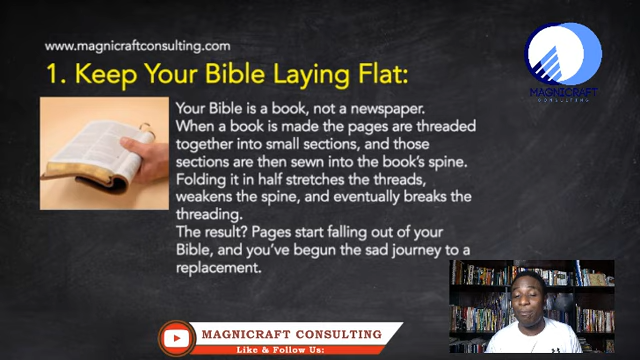 www.magnicraftconsulting.com
1. Keep Your Bible Laying Flat:
Your Bible is a book, not a newspaper.
When a book is made the pages are threaded
together into small sections, and those
sections are then sewn into the book's spine.
Folding it in half stretches the threads,
weakens the spine, and eventually breaks the
threading.
The result? Pages start falling out of your
Bible, and you've begun the sad journey to a
replacement.
MAGNICRAFT
CONSULTING
MAGNICRAFT CONSULTING
Like & Follow Us: